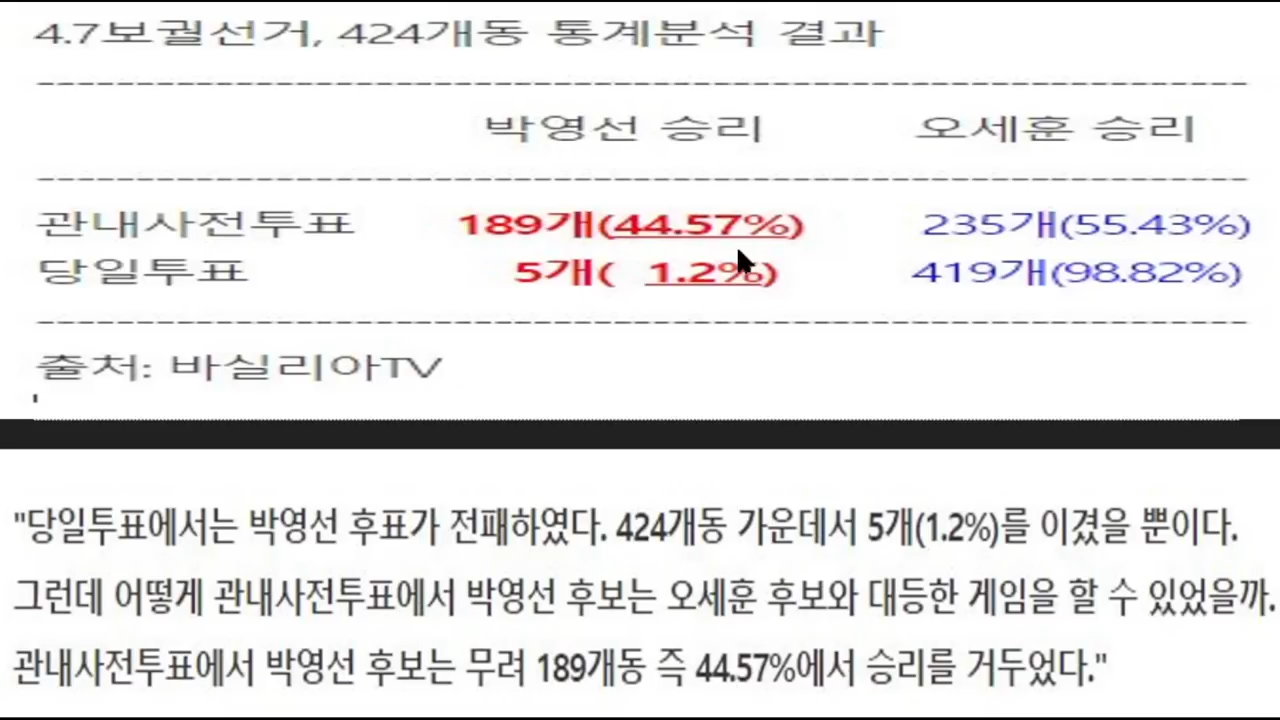 4.7보궐선거, 424개동 통계분석 결과
박영선 승리 오세훈 승리
관내사전투표 189개(44.57%) 235개(55.43%)
당일투표 5개( 1.2%) 419개(98.82%)
출처: 바실리아TV
"당일투표에서는 박영선 후표가 전패하였다. 424개동 가운데서 5개(1.2%)를 이겼을 뿐이다.
그런데 어떻게 관내사전투표에서 박영선 후보는 오세훈 후보와 대등한 게임을 할 수 있었을까.
관내사전투표에서 박영선 후보는 무려 189개동 즉 44.57%에서 승리를 거두었다."